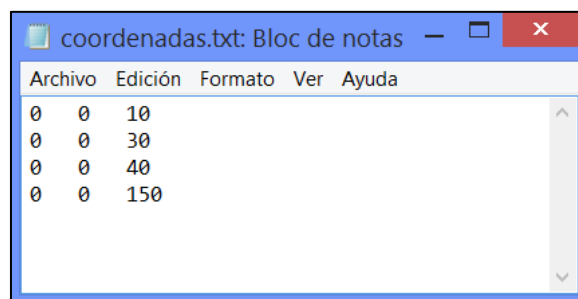 coordenadas.txt: Bloc de notas
Archivo Edición Formato Ver Ayuda
0 0 10
0 0 30
0 0 40
0 0 150